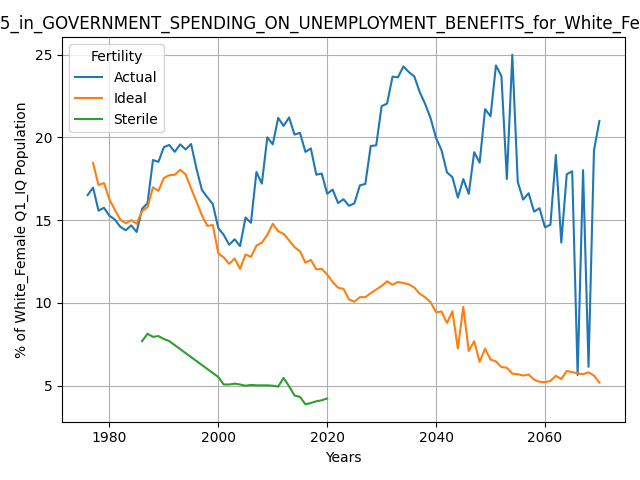 5_in_GOVERNMENT_SPENDING_ON_UNEMPLOYMENT_BENEFITS_for_White_Fe
Fertility
Actual
Ideal
Sterile
25
20
15
10
5
% of White_Female Q1_IQ Population
1980
2000
2020
2040
2060
Years